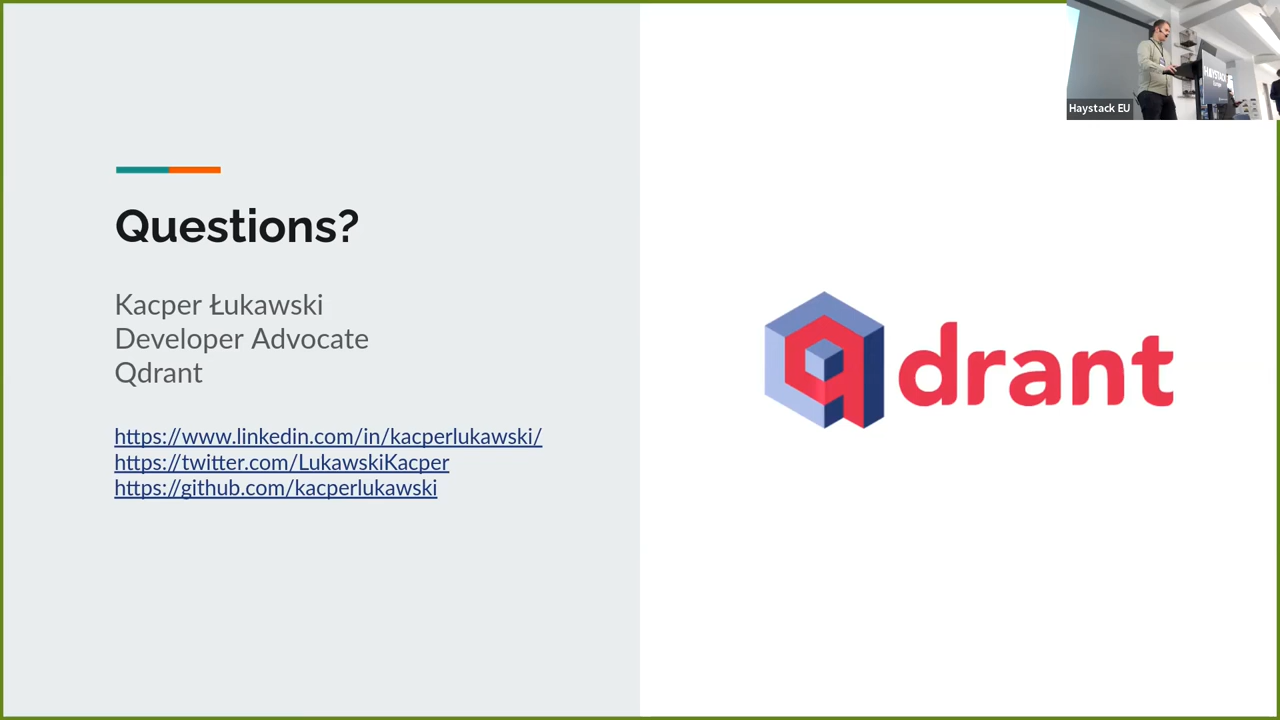 Questions?
Kacper Łukawski
Developer Advocate
Qdrant
https://www.linkedin.com/in/kacperlukawski/
https://twitter.com/LukawskiKacper
https://github.com/kacperlukawski
qdrant
Haystack EU